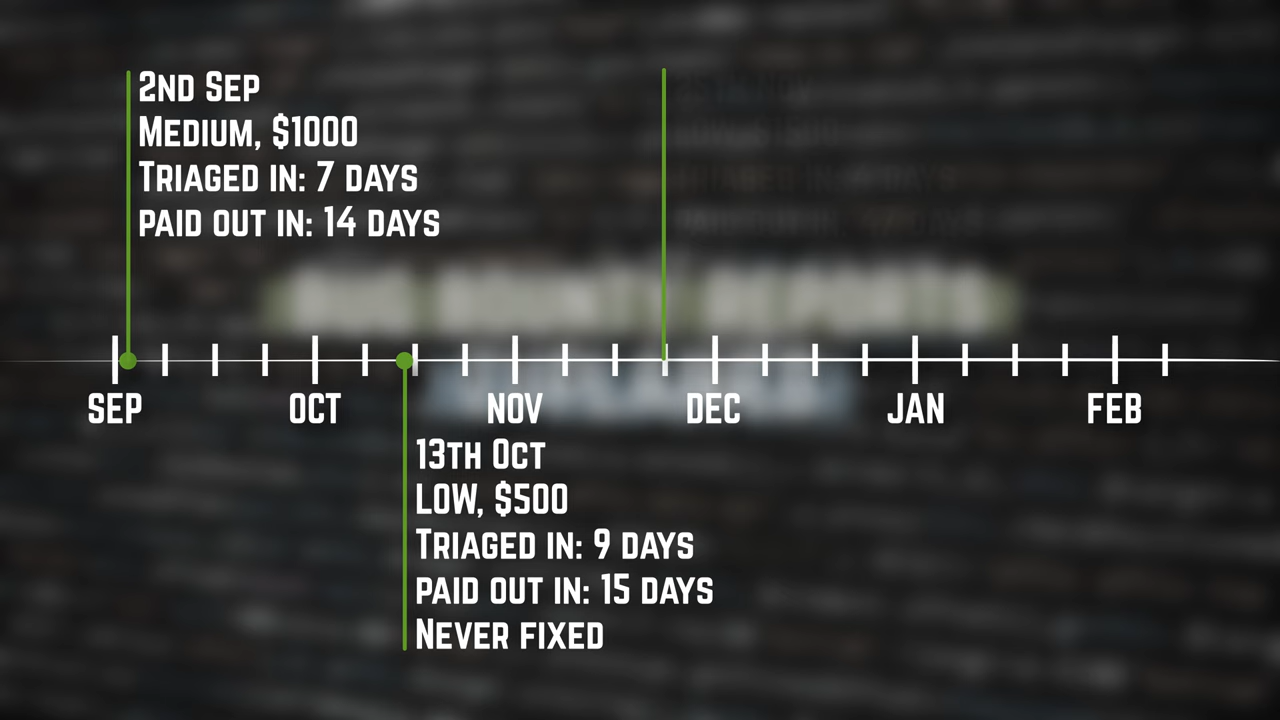 2nd Sep
Medium, $1000
Triaged in: 7 days
paid out in: 14 days
SEP
OCT
NOV
DEC
JAN
FEB
13th Oct
Low, $500
Triaged in: 9 days
paid out in: 15 days
Never fixed